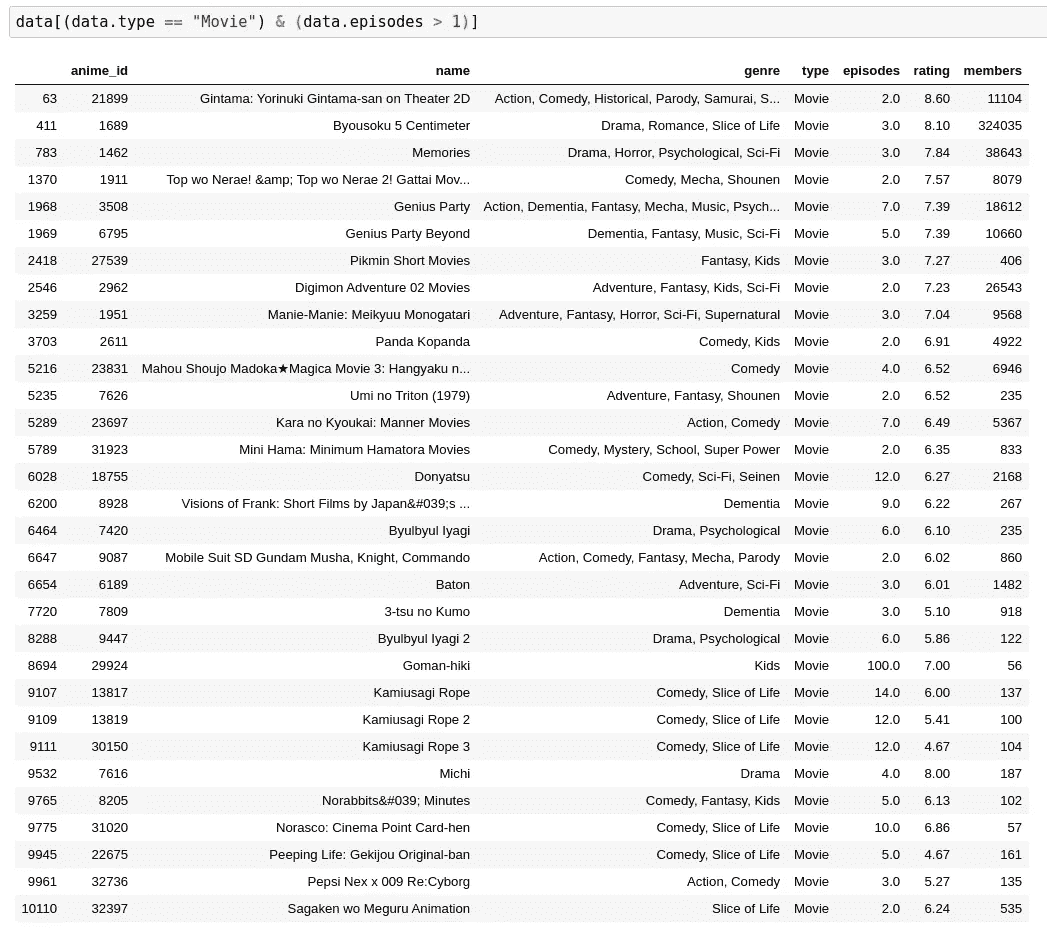 data[(data.type == "Movie") & (data.episodes > 1)]
anime_id name genre type episodes rating members
63 21899 Gintama: Yorinuki Gintama-san on Theater 2D Action, Comedy, Historical, Parody, Samurai, S... Movie 2.0 8.60 11104
411 1689 Byousoku 5 Centimeter Drama, Romance, Slice of Life Movie 3.0 8.10 324035
783 1462 Memories Drama, Horror, Psychological, Sci-Fi Movie 3.0 7.84 38643
1370 1911 Top wo Nerae! &amp; Top wo Nerae 2! Gattai Mov... Comedy, Mecha, Shounen Movie 2.0 7.57 8079
1968 3508 Genius Party Action, Dementia, Fantasy, Mecha, Music, Psych... Movie 7.0 7.39 18612
1969 6795 Genius Party Beyond Dementia, Fantasy, Music, Sci-Fi Movie 5.0 7.39 10660
2418 27539 Pikmin Short Movies Fantasy, Kids Movie 3.0 7.27 406
2546 2962 Digimon Adventure 02 Movies Adventure, Fantasy, Kids, Sci-Fi Movie 2.0 7.23 26543
3259 1951 Manie-Manie: Meikyuu Monogatari Adventure, Fantasy, Horror, Sci-Fi, Supernatural Movie 3.0 7.04 9568
3703 2611 Panda Kopanda Comedy, Kids Movie 2.0 6.91 4922
5216 23831 Mahou Shoujo Madoka★Magica Movie 3: Hangyaku n... Comedy Movie 4.0 6.52 6946
5235 7626 Umi no Triton (1979) Adventure, Fantasy, Shounen Movie 2.0 6.52 235
5289 23697 Kara no Kyoukai: Manner Movies Action, Comedy Movie 7.0 6.49 5367
5789 31923 Mini Hama: Minimum Hamatora Movies Comedy, Mystery, School, Super Power Movie 2.0 6.35 833
6028 18755 Donyatsu Comedy, Sci-Fi, Seinen Movie 12.0 6.27 2168
6200 8928 Visions of Frank: Short Films by Japan&#039;s ... Dementia Movie 9.0 6.22 267
6464 7420 Byulbyul Iyagi Drama, Psychological Movie 6.0 6.10 235
6647 9087 Mobile Suit SD Gundam Musha, Knight, Commando Action, Comedy, Fantasy, Mecha, Parody Movie 2.0 6.02 860
6654 6189 Baton Adventure, Sci-Fi Movie 3.0 6.01 1482
7720 7809 3-tsu no Kumo Dementia Movie 3.0 5.10 918
8288 9447 Byulbyul Iyagi 2 Drama, Psychological Movie 6.0 5.86 122
8694 29924 Goman-hiki Kids Movie 100.0 7.00 56
9107 13817 Kamiusagi Rope Comedy, Slice of Life Movie 14.0 6.00 137
9109 13819 Kamiusagi Rope 2 Comedy, Slice of Life Movie 12.0 5.41 100
9111 30150 Kamiusagi Rope 3 Comedy, Slice of Life Movie 12.0 4.67 104
9532 7616 Michi Drama Movie 4.0 8.00 187
9765 8205 Norabbits&#039; Minutes Comedy, Fantasy, Kids Movie 5.0 6.13 102
9775 31020 Norasco: Cinema Point Card-hen Comedy, Slice of Life Movie 10.0 6.86 57
9945 22675 Peeping Life: Gekijou Original-ban Comedy, Slice of Life Movie 5.0 4.67 161
9961 32736 Pepsi Nex x 009 Re:Cyborg Action, Comedy Movie 3.0 5.27 135
10110 32397 Sagaken wo Meguru Animation Slice of Life Movie 2.0 6.24 535